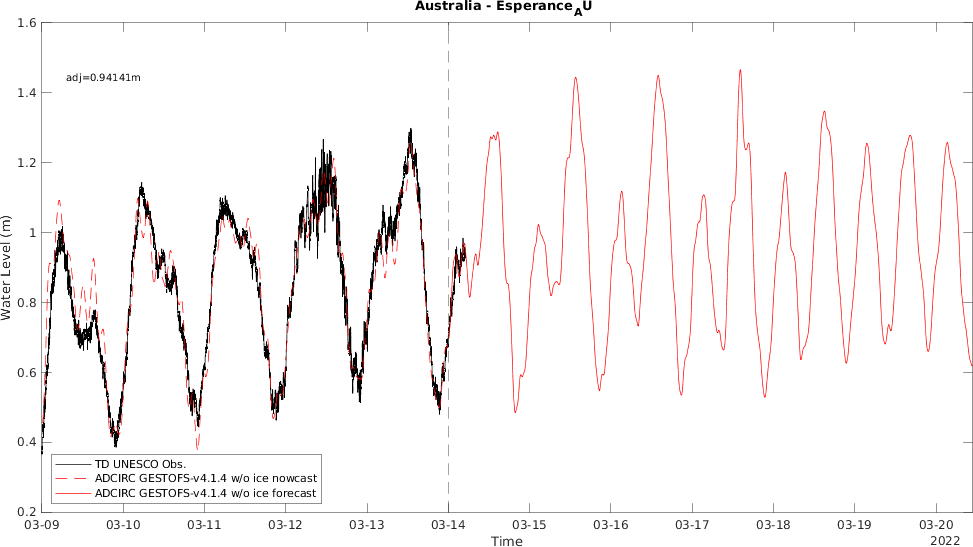 Australia - Esperance_AU
1.6
1.4
1.2
1
0.8
0.6
0.4
0.2
Water Level (m)
adj=0.94141m
TD UNESCO Obs.
ADCIRC GESTOFS-v4.1.4 w/o ice nowcast
ADCIRC GESTOFS-v4.1.4 w/o ice forecast
03-09 03-10 03-11 03-12 03-13 03-14 03-15 03-16 03-17 03-18 03-19 03-20
Time
2022